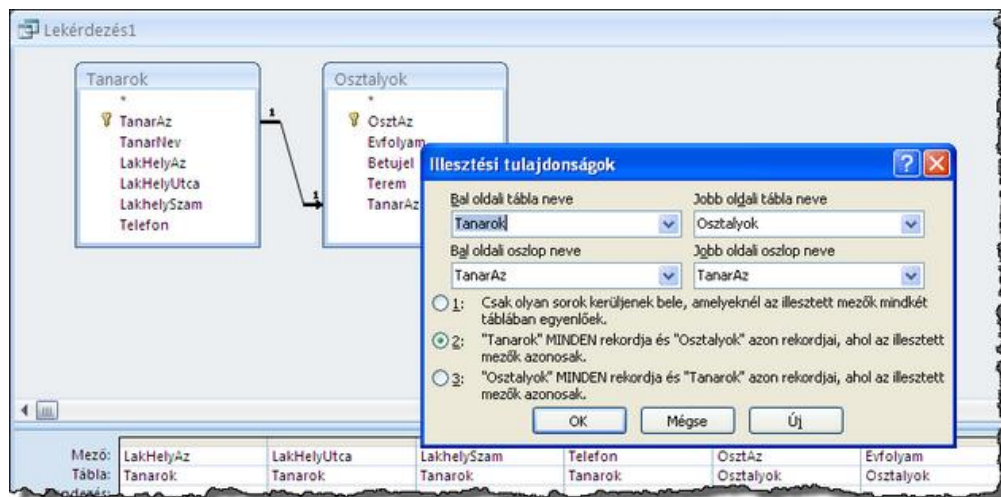 Lekérdezés1
Tanarok
*
TanarAz
TanarNev
LakHelyAz
LakHelyUtca
LakhelySzam
Telefon
1
1
Osztalyok
*
OsztAz
Evfolyam
Betujel
Terem
TanarAz
Illesztési tulajdonságok
Bal oldali tábla neve
Jobb oldali tábla neve
Tanarok
Osztalyok
Bal oldali oszlop neve
Jobb oldali oszlop neve
TanarAz
TanarAz
1: Csak olyan sorok kerüljenek bele, amelyeknél az illesztett mezők mindkét
táblában egyenlőek.
2: "Tanarok" MINDEN rekordja és "Osztalyok" azon rekordjai, ahol az illesztett
mezők azonosak.
3: "Osztalyok" MINDEN rekordja és "Tanarok" azon rekordjai, ahol az illesztett
mezők azonosak.
OK Mégse Új
Mező: LakHelyAz LakHelyUtca LakhelySzam Telefon OsztAz Evfolyam
Tábla: Tanarok Tanarok Tanarok Tanarok Osztalyok Osztalyok